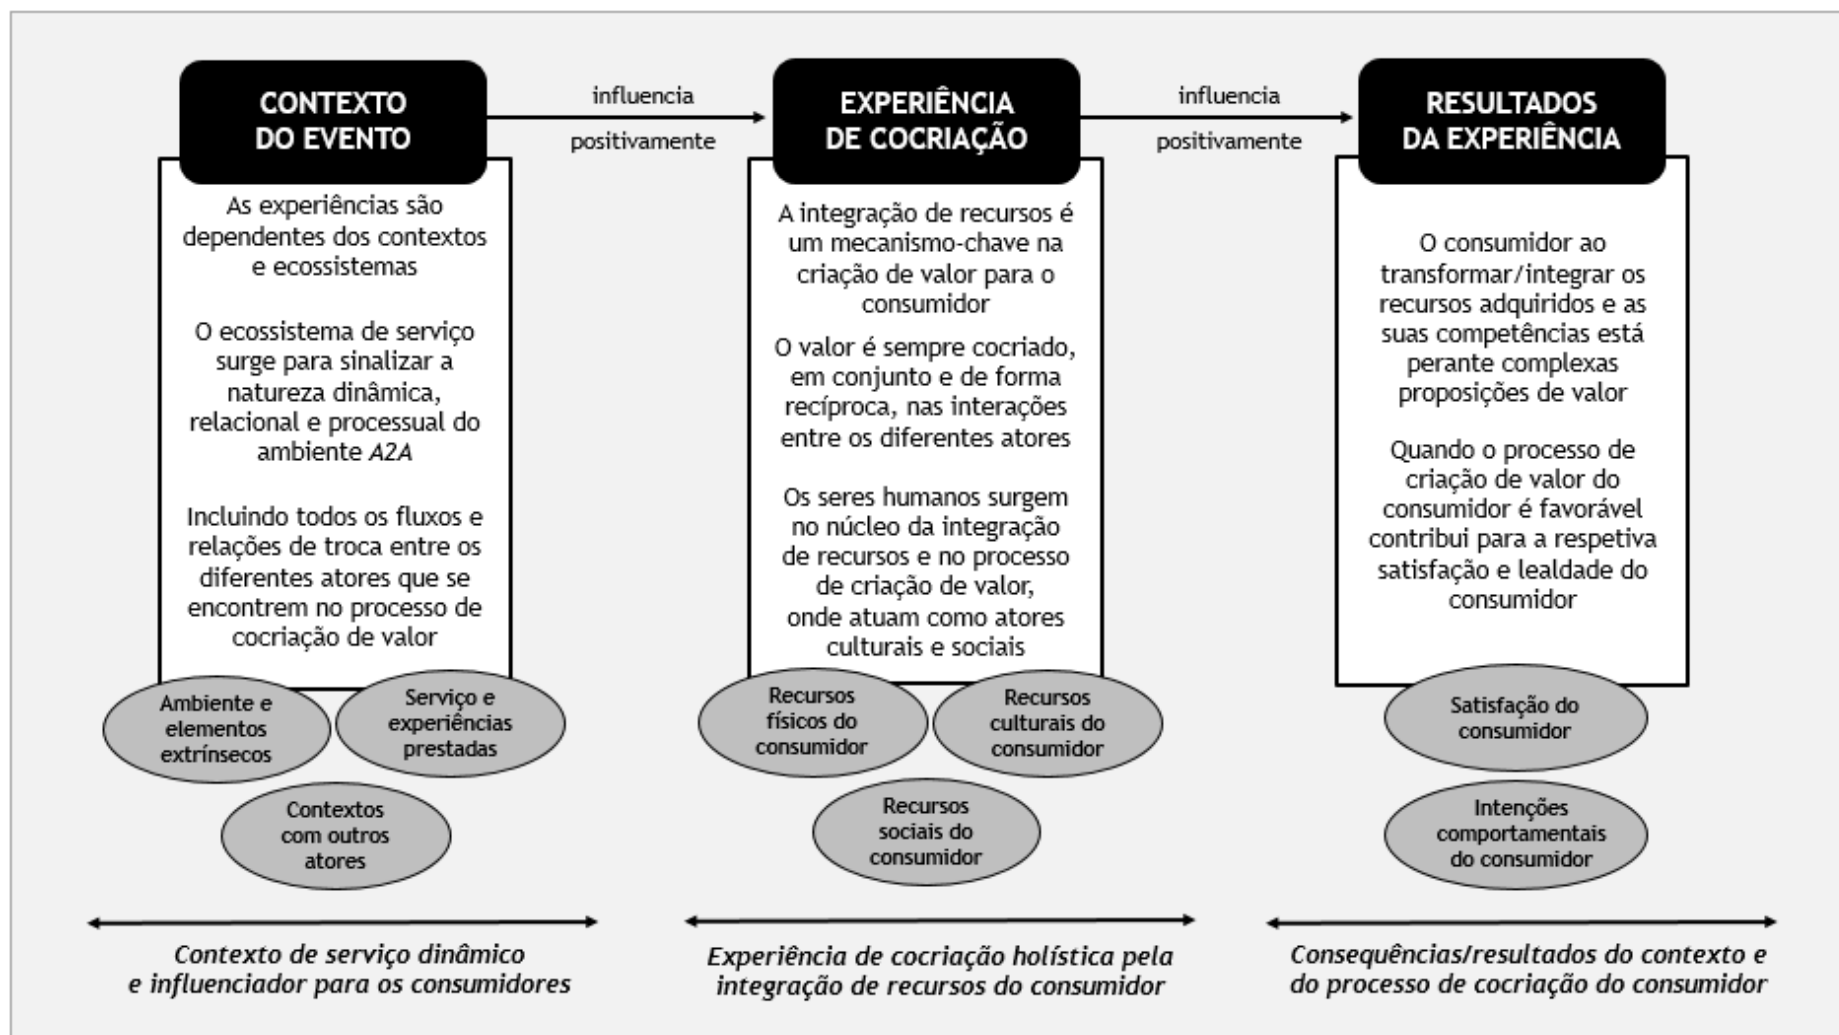 CONTEXTO
DO EVENTO
influencia
positivamente
EXPERIÊNCIA
DE COCRIAÇÃO
influencia
positivamente
RESULTADOS
DA EXPERIÊNCIA
As experiências são
dependentes dos contextos
e ecossistemas
O ecossistema de serviço
surge para sinalizar a
natureza dinâmica,
relacional e processual do
ambiente A2A
Incluindo todos os fluxos e
relações de troca entre os
diferentes atores que se
encontrem no processo de
cocriação de valor
Ambiente e
elementos
extrínsecos
Serviço e
experiências
prestadas
Contextos
com outros
atores
Contexto de serviço dinâmico
e influenciador para os consumidores
A integração de recursos é
um mecanismo-chave na
criação de valor para o
consumidor
O valor é sempre cocriado,
em conjunto e de forma
recíproca, nas interações
entre os diferentes atores
Os seres humanos surgem
no núcleo da integração
de recursos e no processo
de criação de valor,
onde atuam como atores
culturais e sociais
Recursos
físicos do
consumidor
Recursos
culturais do
consumidor
Recursos
sociais do
consumidor
Experiência de cocriação holística pela
integração de recursos do consumidor
O consumidor ao
transformar/integrar os
recursos adquiridos e as
suas competências está
perante complexas
proposições de valor
Quando o processo de
criação de valor do
consumidor é favorável
contribui para a respetiva
satisfação e lealdade do
consumidor
Satisfação do
consumidor
Intenções
comportamentais
do consumidor
Consequências/resultados do contexto e
do processo de cocriação do consumidor